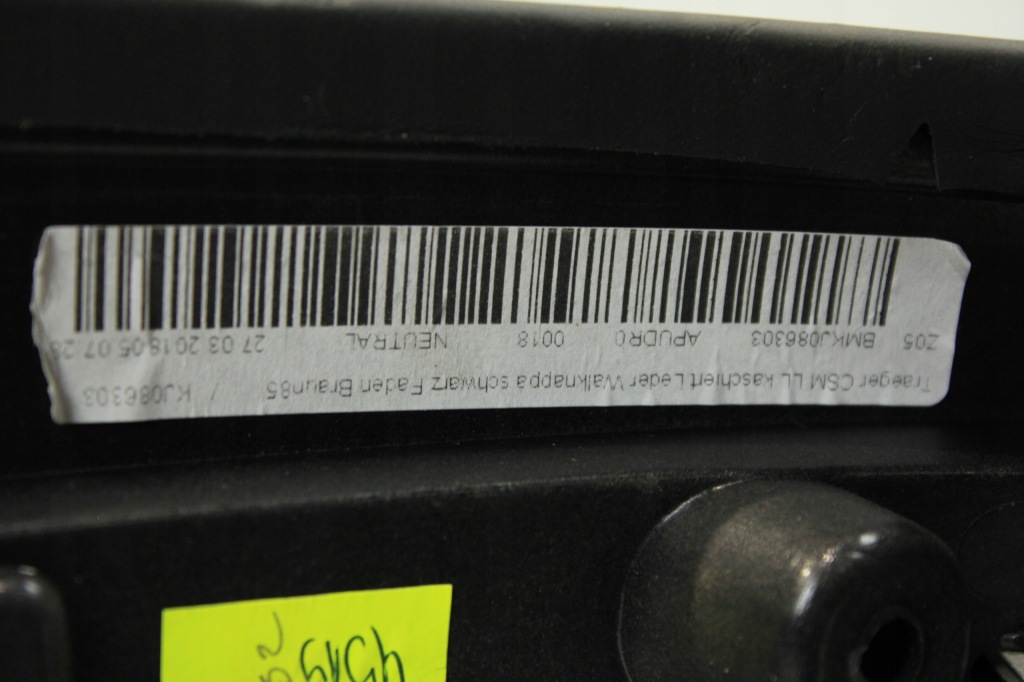 Traeger CSM LL kaschiert Leder Walknappa schwarz Faden Braun85 / KJ086303
Z05 BMKJ086303 APUDR0 0018 NEUTRAL 27 03 2018 05 07 28